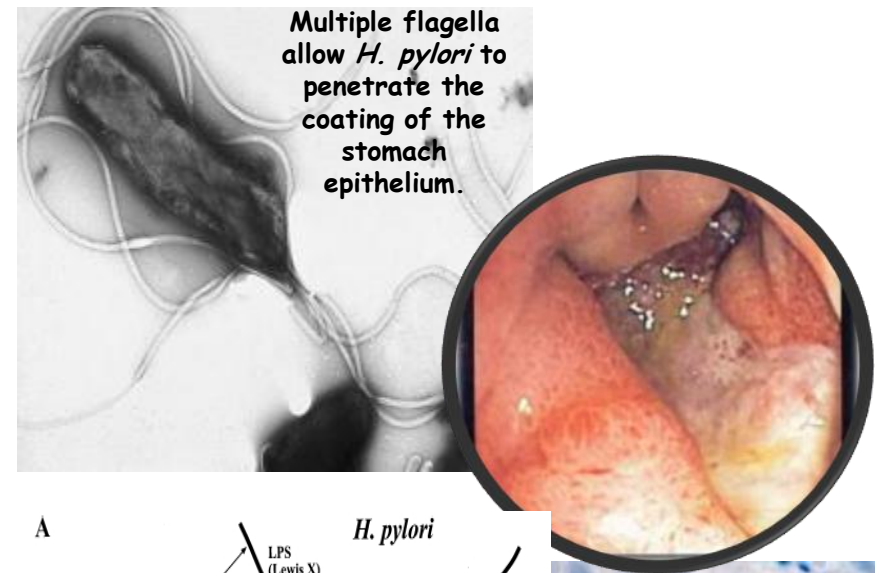 Multiple flagella
allow H. pylori to
penetrate the
coating of the
stomach
epithelium.
A
H. pylori
LPS
(Lewis X)